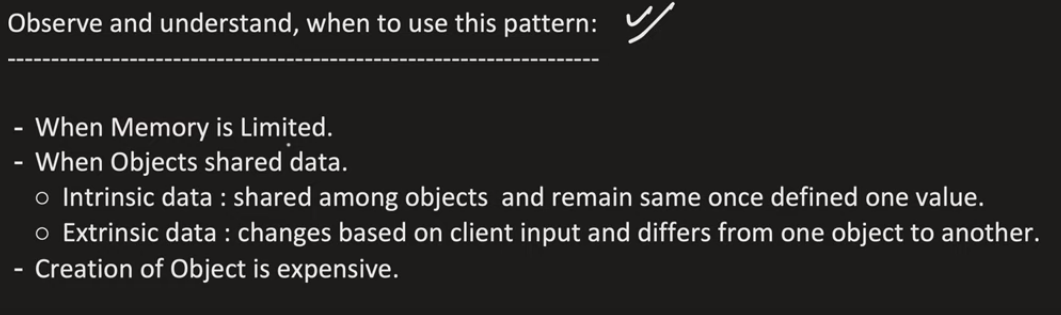 Observe and understand, when to use this pattern:
-------------------------------------------------------------------
- When Memory is Limited.
- When Objects shared data.
○ Intrinsic data : shared among objects  and remain same once defined one value.
○ Extrinsic data : changes based on client input and differs from one object to another.
- Creation of Object is expensive.